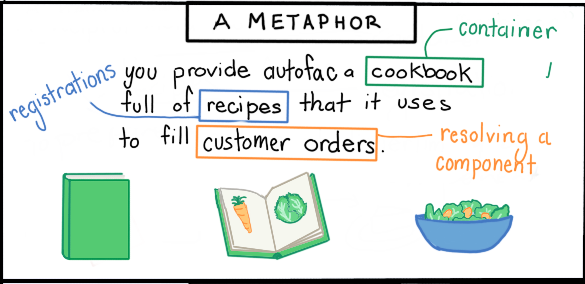 A METAPHOR
container
registrations
you provide autofac a cookbook
full of recipes that it uses
to fill customer orders.
resolving a
component